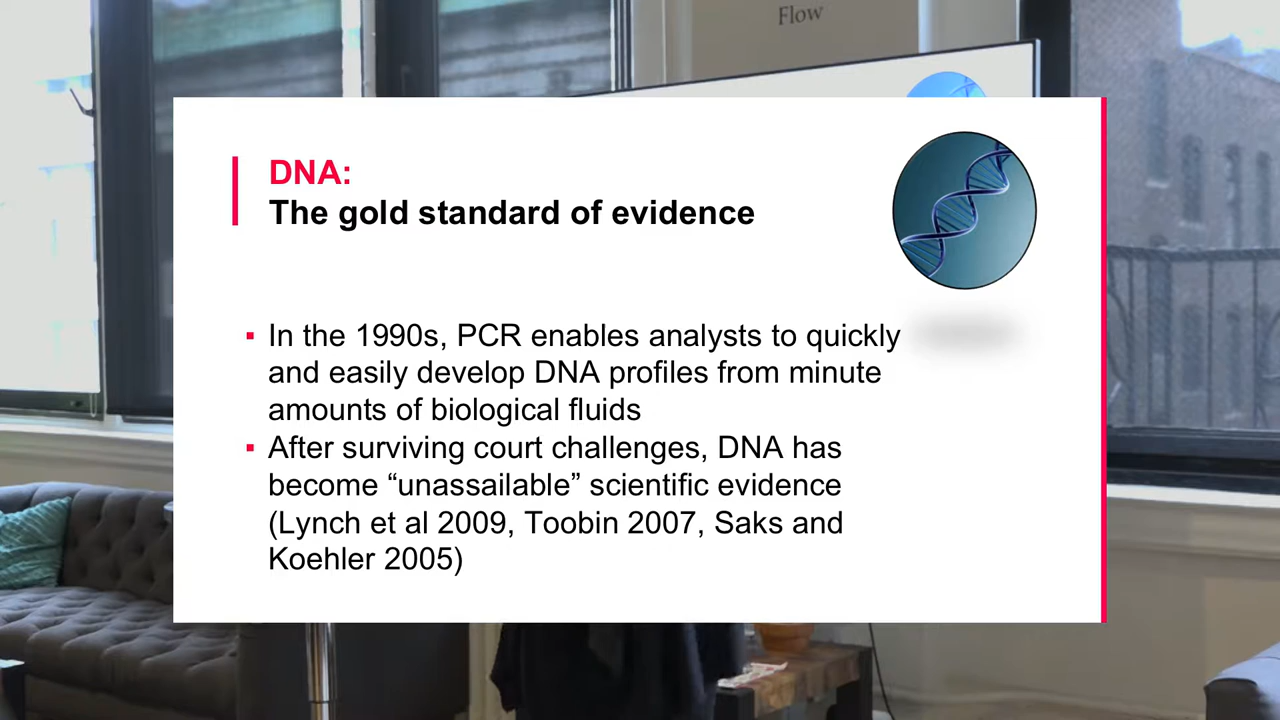 Flow
DNA:
The gold standard of evidence
▪ In the 1990s, PCR enables analysts to quickly
and easily develop DNA profiles from minute
amounts of biological fluids
▪ After surviving court challenges, DNA has
become “unassailable” scientific evidence
(Lynch et al 2009, Toobin 2007, Saks and
Koehler 2005)